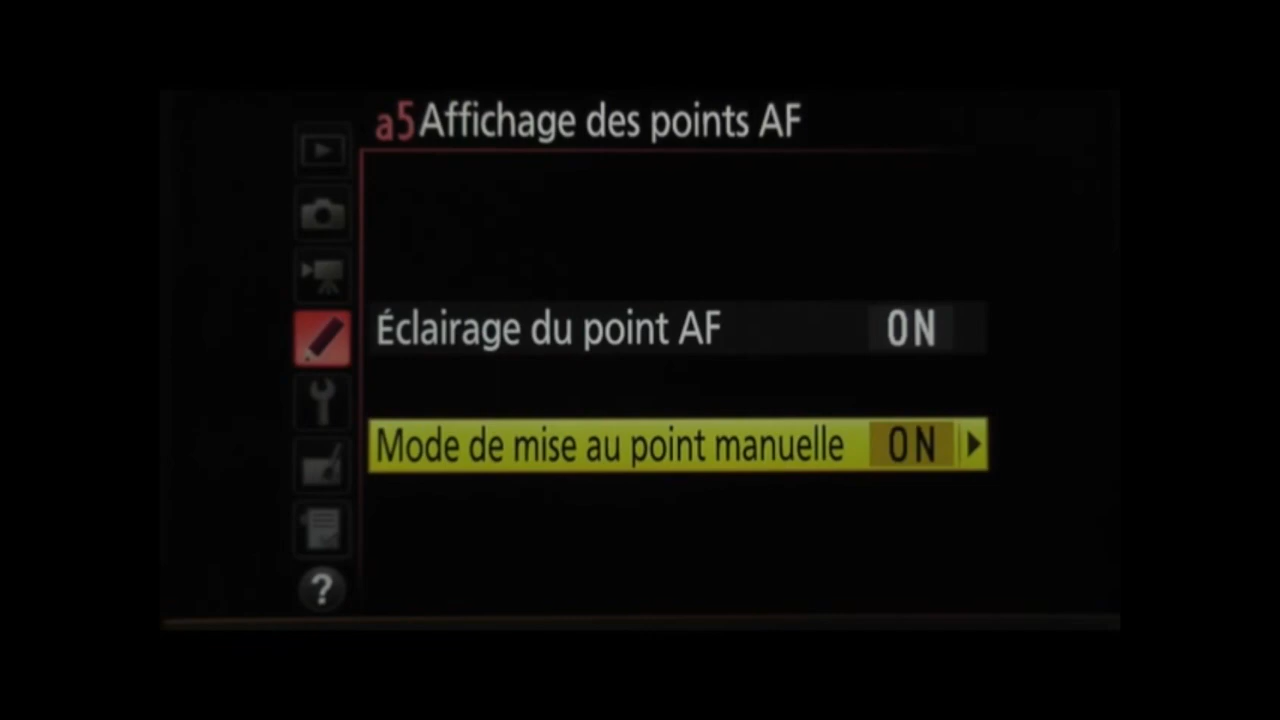 a5 Affichage des points AF
Éclairage du point AF ON
Mode de mise au point manuelle ON
?